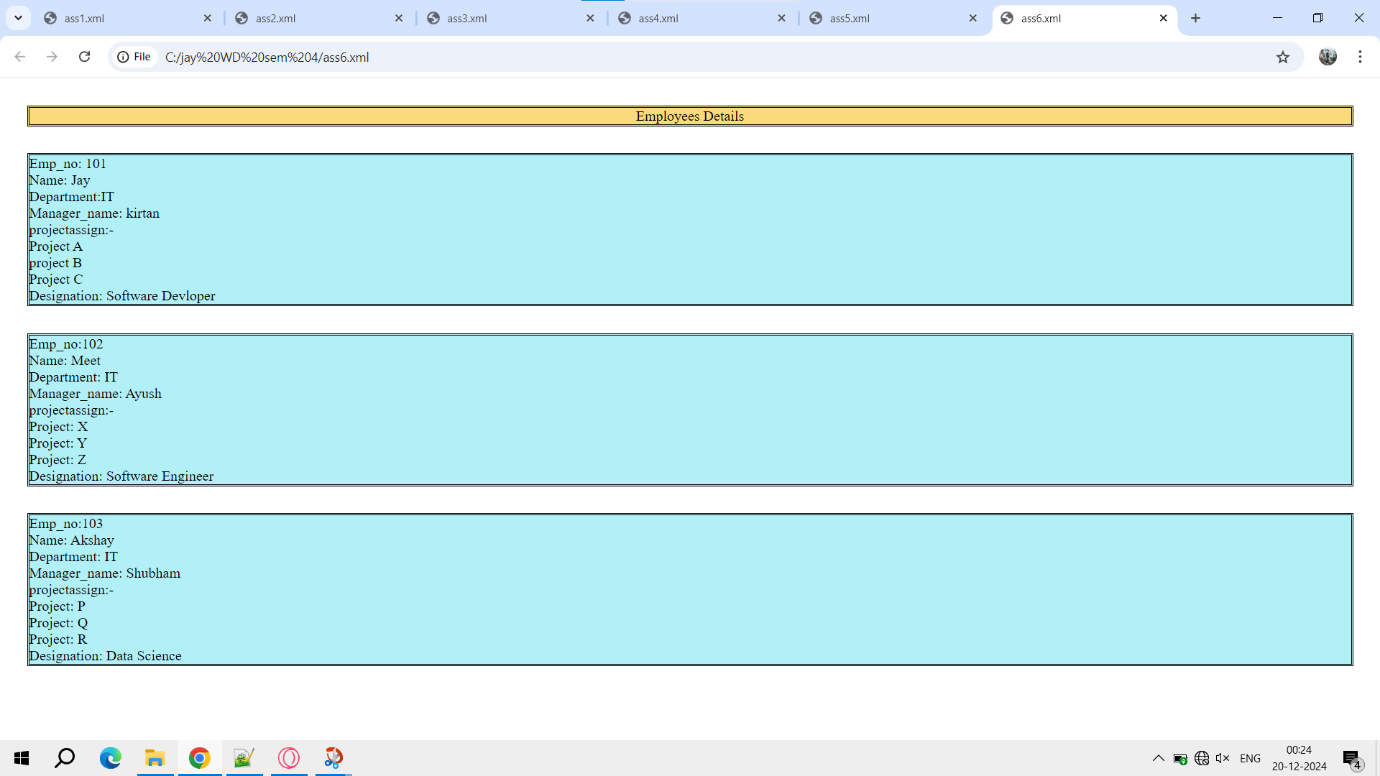 ass1.xml
ass2.xml
ass3.xml
ass4.xml
ass5.xml
ass6.xml
File
C:/jay%20WD%20sem%204/ass6.xml
Employees Details
Emp_no: 101
Name: Jay
Department:IT
Manager_name: kirtan
projectassign:-
Project A
project B
Project C
Designation: Software Devloper
Emp_no:102
Name: Meet
Department: IT
Manager_name: Ayush
projectassign:-
Project: X
Project: Y
Project: Z
Designation: Software Engineer
Emp_no:103
Name: Akshay
Department: IT
Manager_name: Shubham
projectassign:-
Project: P
Project: Q
Project: R
Designation: Data Science
ENG
00:24
20-12-2024
4